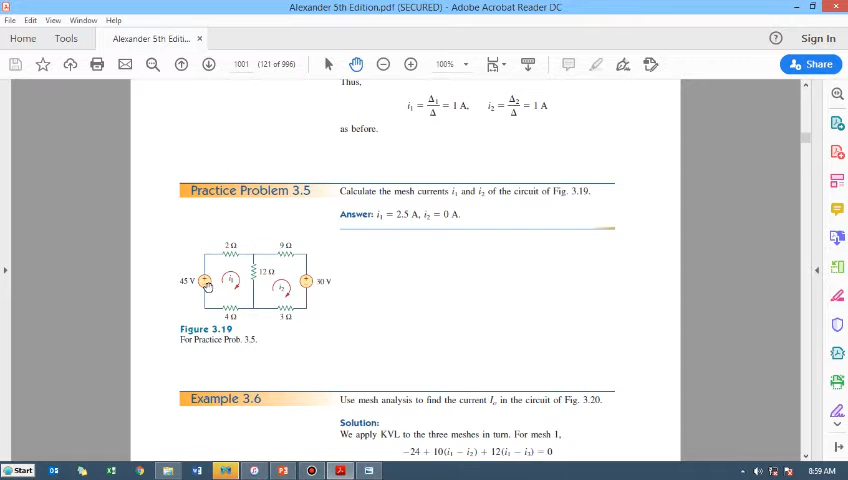 Alexander 5th Edition.pdf (SECURED) - Adobe Acrobat Reader DC
File Edit View Window Help
Home Tools Alexander 5th Editi... × Sign In
1001 (121 of 996) 100% Share
Thus,
i₁ = Δ₁/Δ = 1 A, i₂ = Δ₂/Δ = 1 A
as before.
Practice Problem 3.5
Calculate the mesh currents i₁ and i₂ of the circuit of Fig. 3.19.
Answer: i₁ = 2.5 A, i₂ = 0 A.
2 Ω 9 Ω
12 Ω
45 V + i₁ i₂ + 30 V
4 Ω 3 Ω
Figure 3.19
For Practice Prob. 3.5.
Example 3.6
Use mesh analysis to find the current Iₒ in the circuit of Fig. 3.20.
Solution:
We apply KVL to the three meshes in turn. For mesh 1,
−24 + 10(i₁ − i₂) + 12(i₁ − i₃) = 0
Start 8:59 AM